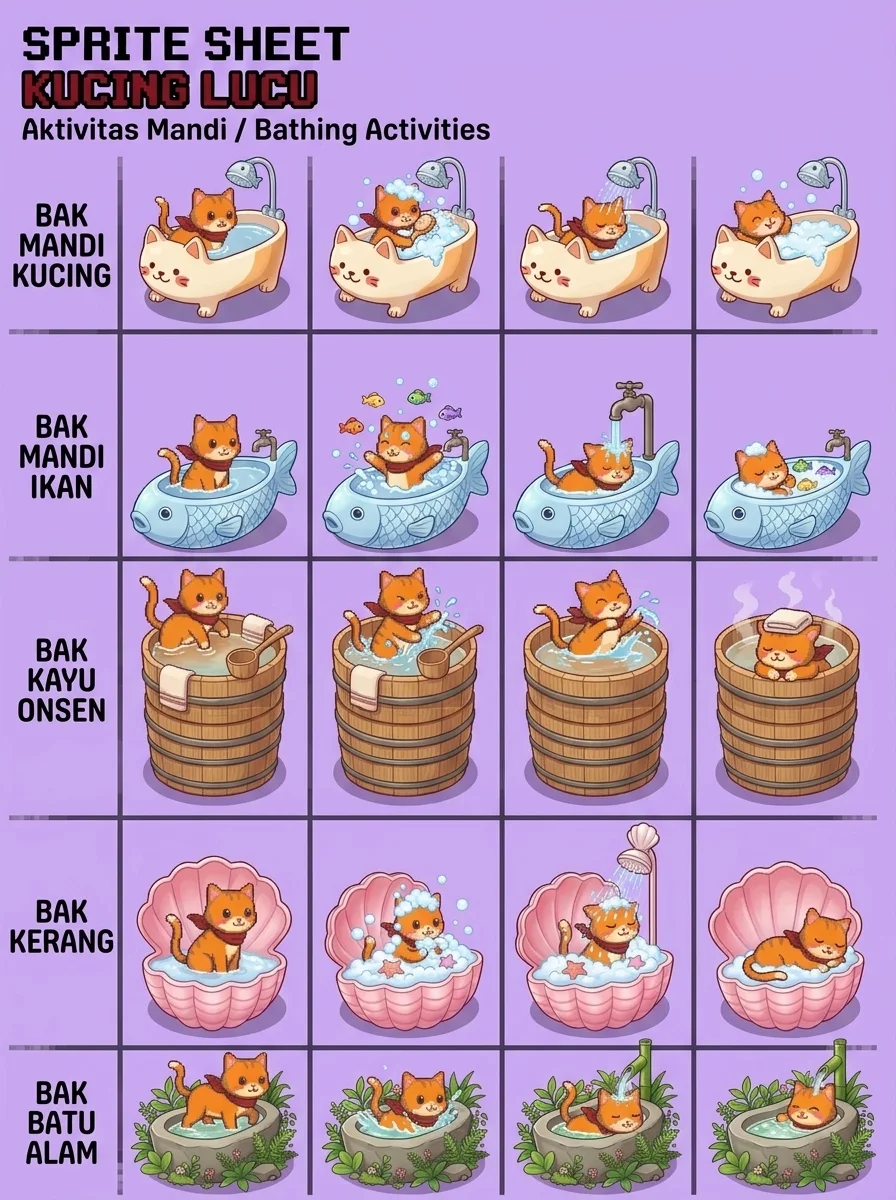 SPRITE SHEET
KUCING LUCU
Aktivitas Mandi / Bathing Activities
BAK
MANDI
KUCING
BAK
MANDI
IKAN
BAK
KAYU
ONSEN
BAK
KERANG
BAK
BATU
ALAM